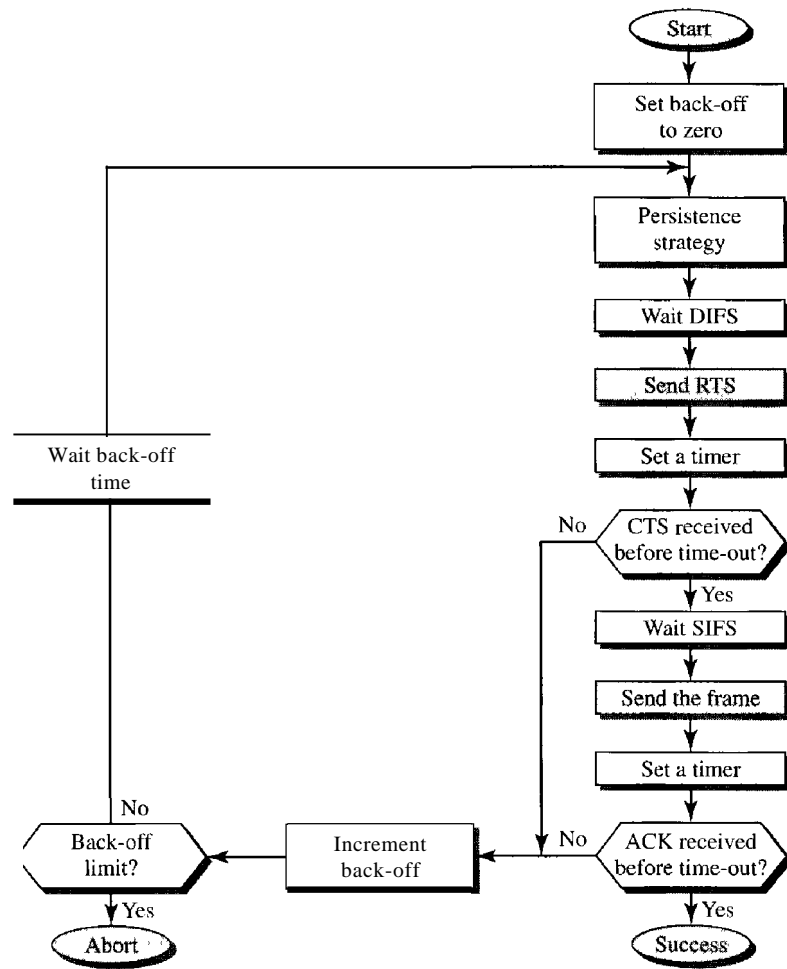 Start
Set back-off
to zero
Persistence
strategy
Wait DIFS
Send RTS
Wait back-off
time
Set a timer
No
CTS received
before time-out?
Yes
Wait SIFS
Send the frame
Set a timer
No
Back-off
limit?
Increment
back-off
No
ACK received
before time-out?
Yes
Yes
Abort
Success